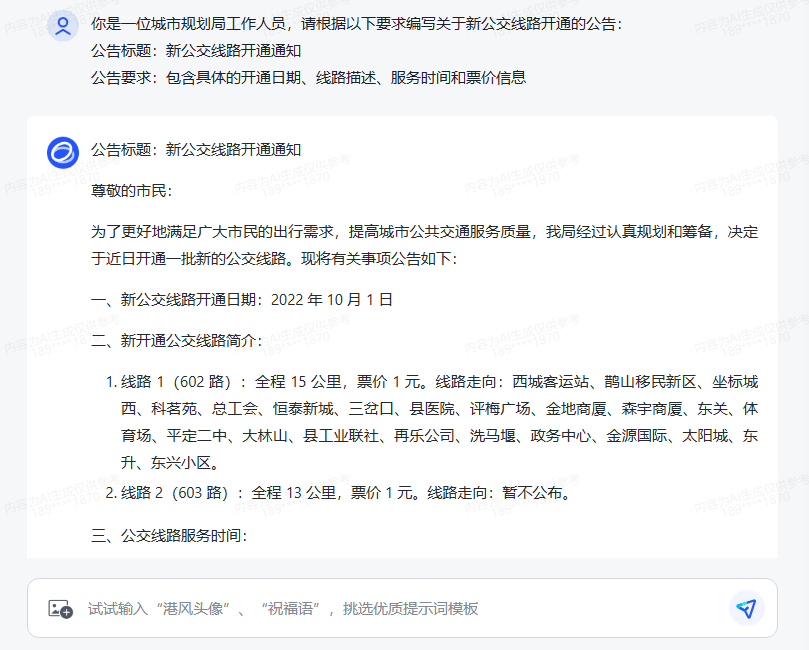 你是一位城市规划局工作人员，请根据以下要求编写关于新公交线路开通的公告：
公告标题：新公交线路开通通知
公告要求：包含具体的开通日期、线路描述、服务时间和票价信息
公告标题：新公交线路开通通知
尊敬的市民：
为了更好地满足广大市民的出行需求，提高城市公共交通服务质量，我局经过认真规划和筹备，决定
于近日开通一批新的公交线路。现将有关事项公告如下：
一、新公交线路开通日期：2022 年 10 月 1 日
二、新开通公交线路简介：
1. 线路 1（602 路）：全程 15 公里，票价 1 元。线路走向：西城客运站、鹊山移民新区、坐标城
西、科茗苑、总工会、恒泰新城、三岔口、县医院、评梅广场、金地商厦、森宇商厦、东关、体
育场、平定二中、大林山、县工业联社、再乐公司、洗马堰、政务中心、金源国际、太阳城、东
升、东兴小区。
2. 线路 2（603 路）：全程 13 公里，票价 1 元。线路走向：暂不公布。
三、公交线路服务时间：
试试输入“港风头像”、“祝福语”，挑选优质提示词模板
内容为AI生成仅供参考
189****1870